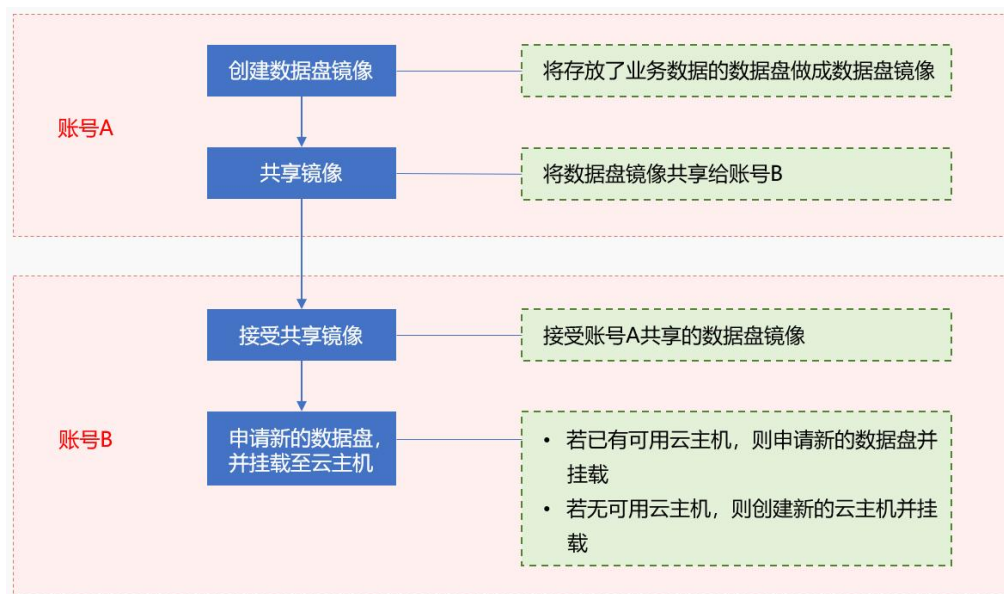 创建数据盘镜像
将存放了业务数据的数据盘做成数据盘镜像
账号A
共享镜像
将数据盘镜像共享给账号B
接受共享镜像
接受账号A共享的数据盘镜像
账号B
申请新的数据盘，
并挂载至云主机
• 若已有可用云主机，则申请新的数据盘并
挂载
• 若无可用云主机，则创建新的云主机并挂
载